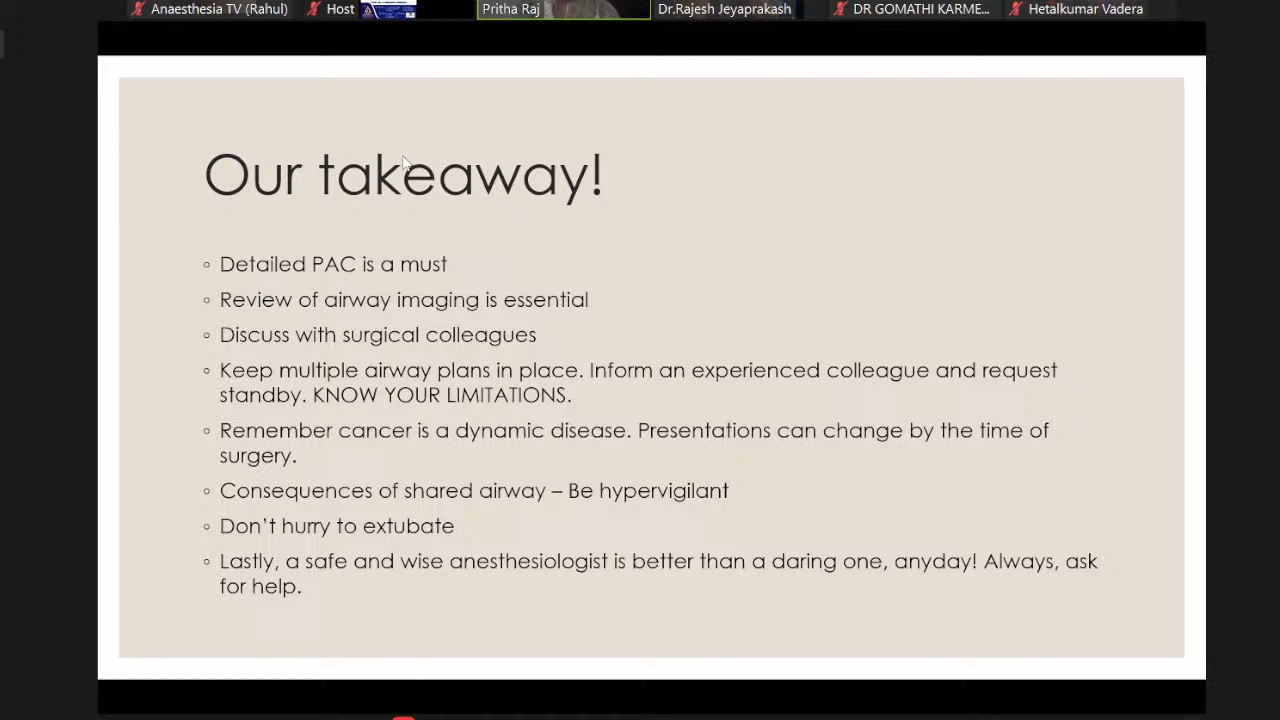 Anaesthesia TV (Rahul) Host Pritha Raj Dr.Rajesh Jeyaprakash DR GOMATHI KARME... Hetalkumar Vadera
Our takeaway!
◦ Detailed PAC is a must
◦ Review of airway imaging is essential
◦ Discuss with surgical colleagues
◦ Keep multiple airway plans in place. Inform an experienced colleague and request
standby. KNOW YOUR LIMITATIONS.
◦ Remember cancer is a dynamic disease. Presentations can change by the time of
surgery.
◦ Consequences of shared airway – Be hypervigilant
◦ Don’t hurry to extubate
◦ Lastly, a safe and wise anesthesiologist is better than a daring one, anyday! Always, ask
for help.